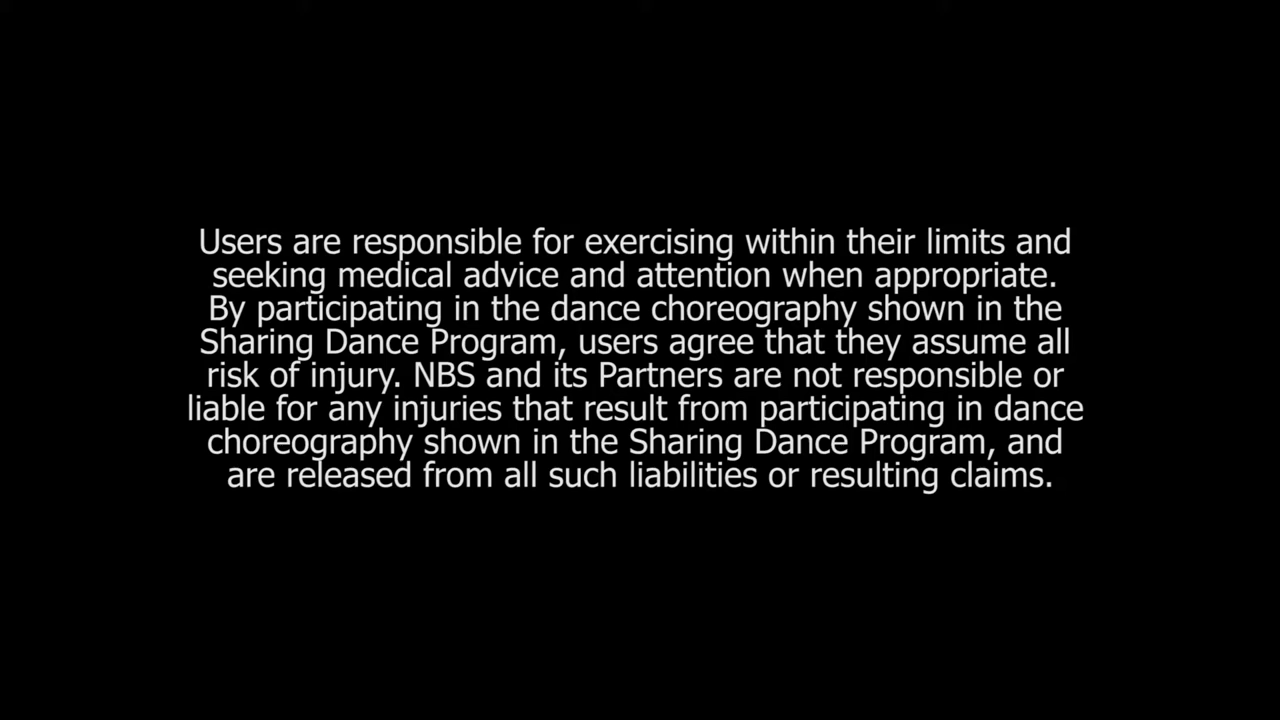 Users are responsible for exercising within their limits and
seeking medical advice and attention when appropriate.
By participating in the dance choreography shown in the
Sharing Dance Program, users agree that they assume all
risk of injury. NBS and its Partners are not responsible or
liable for any injuries that result from participating in dance
choreography shown in the Sharing Dance Program, and
are released from all such liabilities or resulting claims.